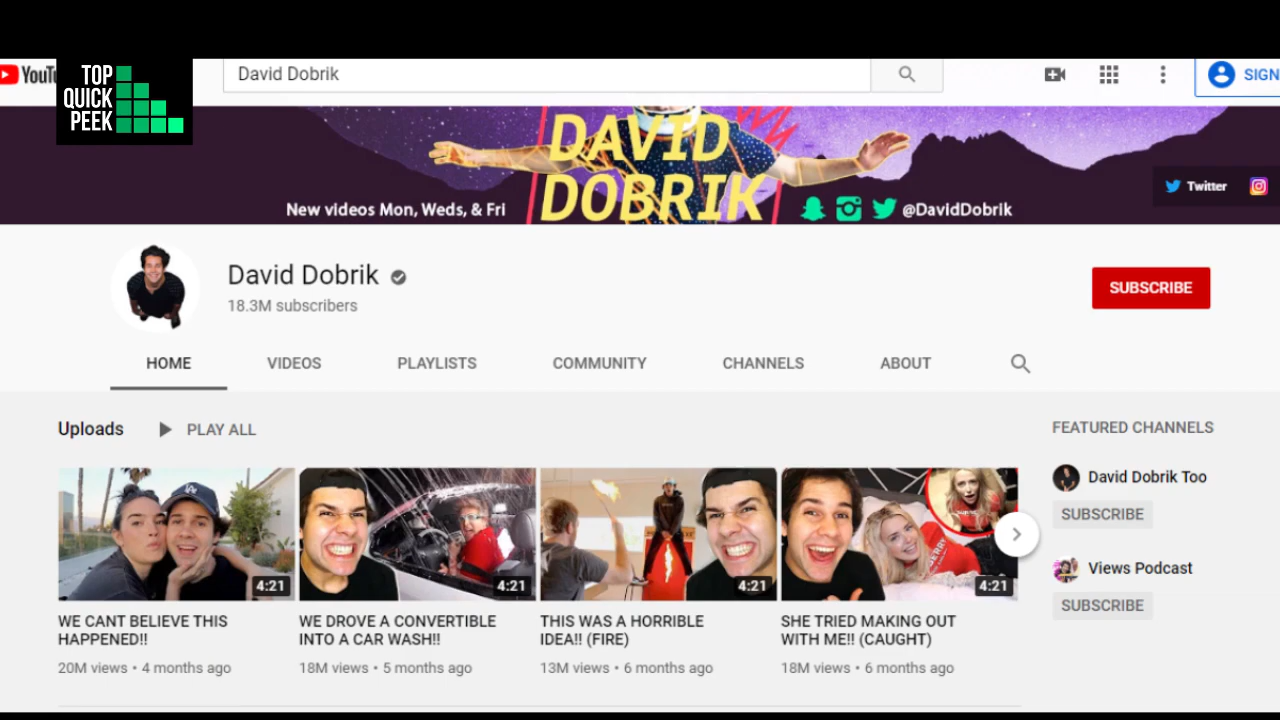 YouTu
David Dobrik
SIGN
TOP
QUICK
PEEK
DAVID
DOBRIK
New videos Mon, Weds, & Fri
@DavidDobrik
Twitter
David Dobrik
18.3M subscribers
SUBSCRIBE
HOME VIDEOS PLAYLISTS COMMUNITY CHANNELS ABOUT
Uploads PLAY ALL
FEATURED CHANNELS
David Dobrik Too
SUBSCRIBE
Views Podcast
SUBSCRIBE
4:21 4:21 4:21 4:21
WE CANT BELIEVE THIS
HAPPENED!!
20M views • 4 months ago
WE DROVE A CONVERTIBLE
INTO A CAR WASH!!
18M views • 5 months ago
THIS WAS A HORRIBLE
IDEA!! (FIRE)
13M views • 6 months ago
SHE TRIED MAKING OUT
WITH ME!! (CAUGHT)
18M views • 6 months ago